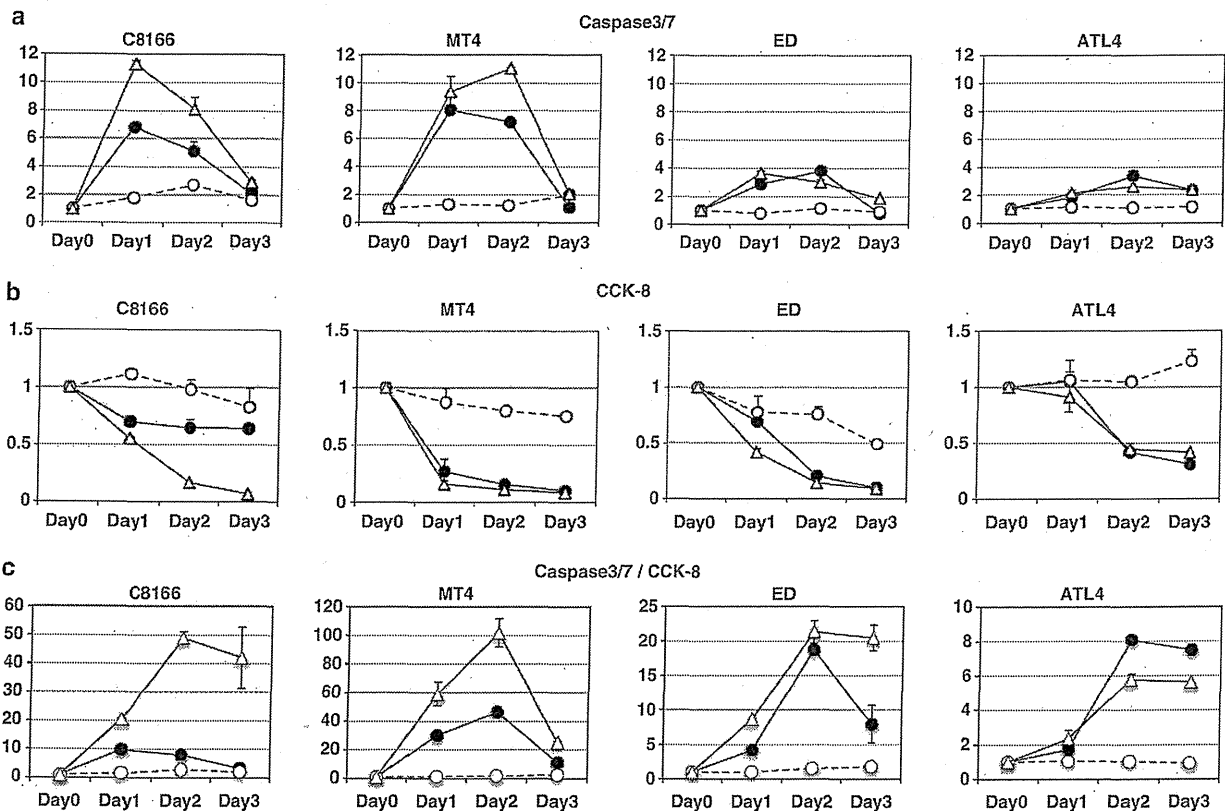 a
Caspase3/7
C8166 MT4 ED ATL4
12 12 12 12
10 10 10 10
8 8 8 8
6 6 6 6
4 4 4 4
2 2 2 2
0 0 0 0
Day0 Day1 Day2 Day3 Day0 Day1 Day2 Day3 Day0 Day1 Day2 Day3 Day0 Day1 Day2 Day3
b
CCK-8
C8166 MT4 ED ATL4
1.5 1.5 1.5 1.5
1 1 1 1
0.5 0.5 0.5 0.5
0 0 0 0
Day0 Day1 Day2 Day3 Day0 Day1 Day2 Day3 Day0 Day1 Day2 Day3 Day0 Day1 Day2 Day3
c
Caspase3/7 / CCK-8
C8166 MT4 ED ATL4
60 120 25 10
50 100 20 8
40 80 15 6
30 60 10 4
20 40 5 2
10 20 0 0
0 0
Day0 Day1 Day2 Day3 Day0 Day1 Day2 Day3 Day0 Day1 Day2 Day3 Day0 Day1 Day2 Day3